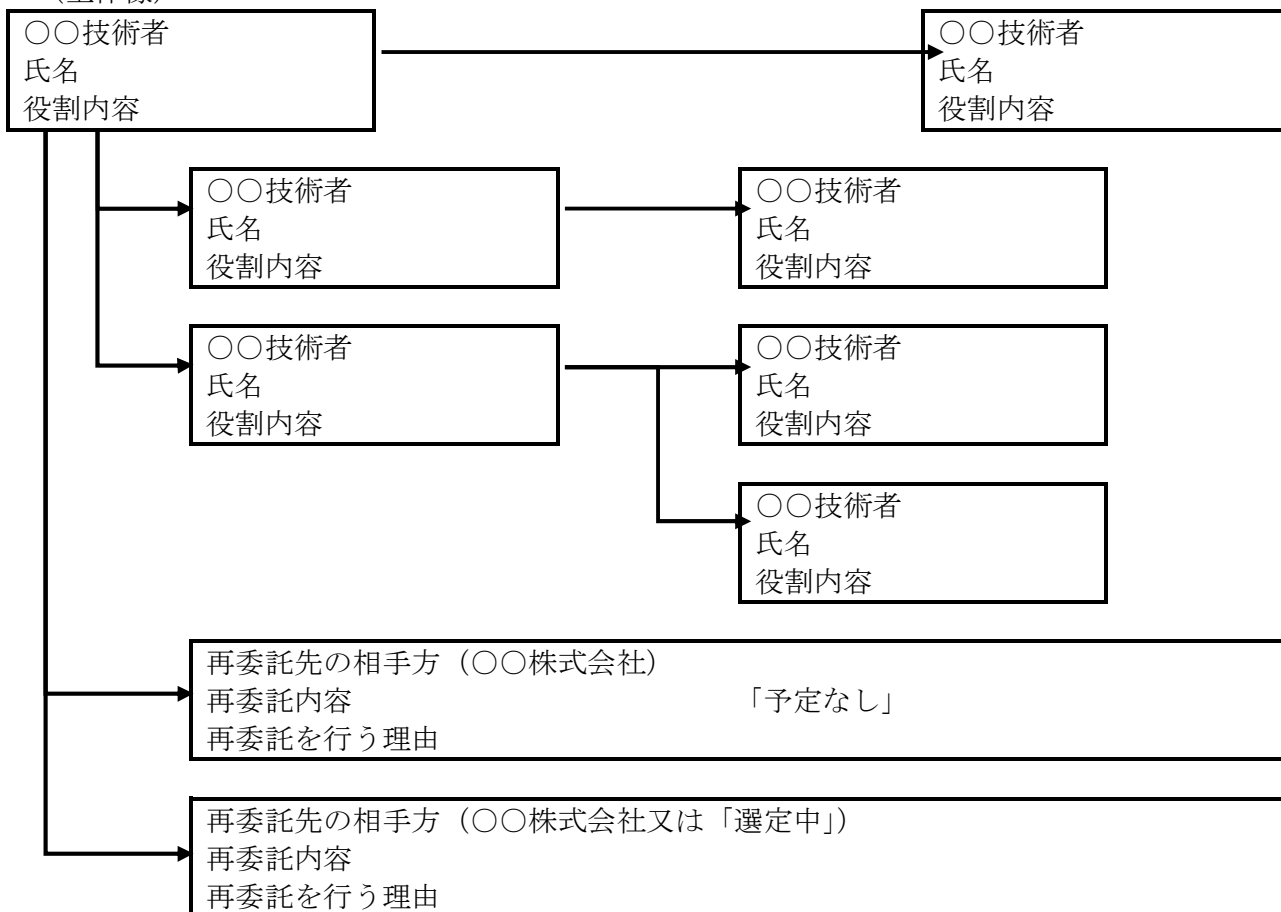 ○○技術者
氏名
役割内容
○○技術者
氏名
役割内容
○○技術者
氏名
役割内容
○○技術者
氏名
役割内容
○○技術者
氏名
役割内容
○○技術者
氏名
役割内容
○○技術者
氏名
役割内容
再委託先の相手方（○○株式会社）
再委託内容 「予定なし」
再委託を行う理由
再委託先の相手方（○○株式会社又は「選定中」）
再委託内容
再委託を行う理由